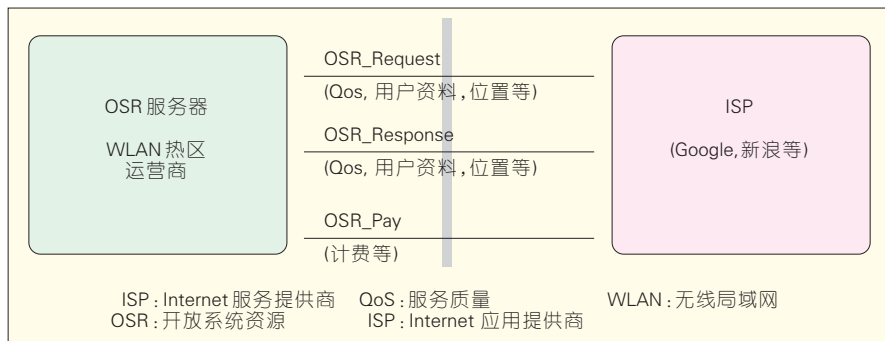 OSR_Request
(Qos, 用户资料,位置等)
OSR 服务器
WLAN 热区
运营商
OSR_Response
(Qos, 用户资料,位置等)
ISP
(Google,新浪等)
OSR_Pay
(计费等)
ISP:Internet 服务提供商 QoS:服务质量 WLAN:无线局域网
OSR:开放系统资源 ISP:Internet 应用提供商